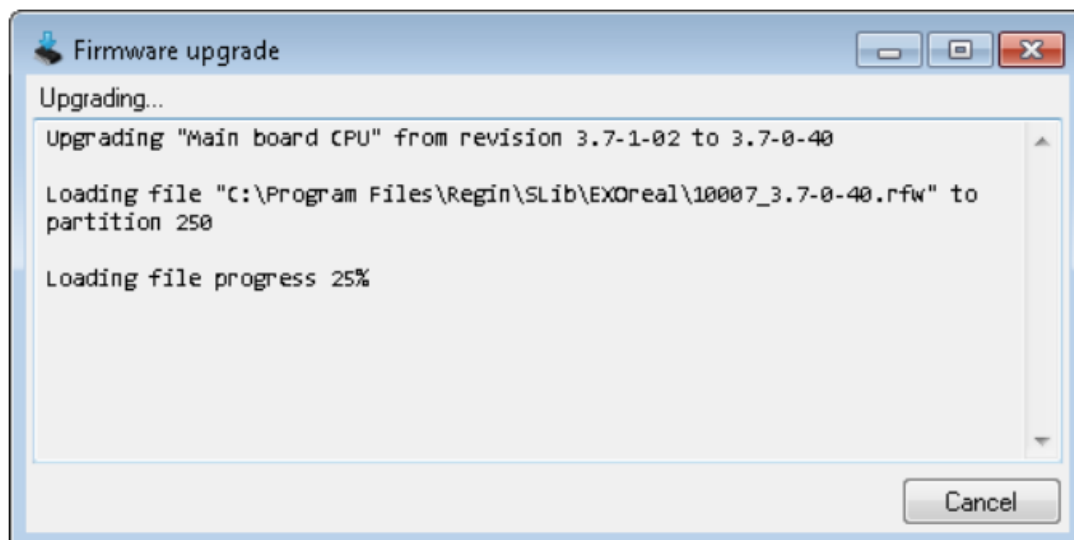 Firmware upgrade
Upgrading...
Upgrading "Main board CPU" from revision 3.7-1-02 to 3.7-0-40
Loading file "C:\Program Files\Regin\SLib\EXOreal\10007_3.7-0-40.rfw" to
partition 250
Loading file progress 25%
Cancel